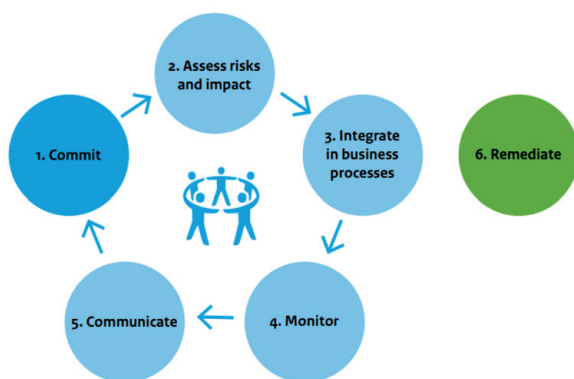 1. Commit
2. Assess risks
and impact
3. Integrate
in business
processes
4. Monitor
5. Communicate
6. Remediate